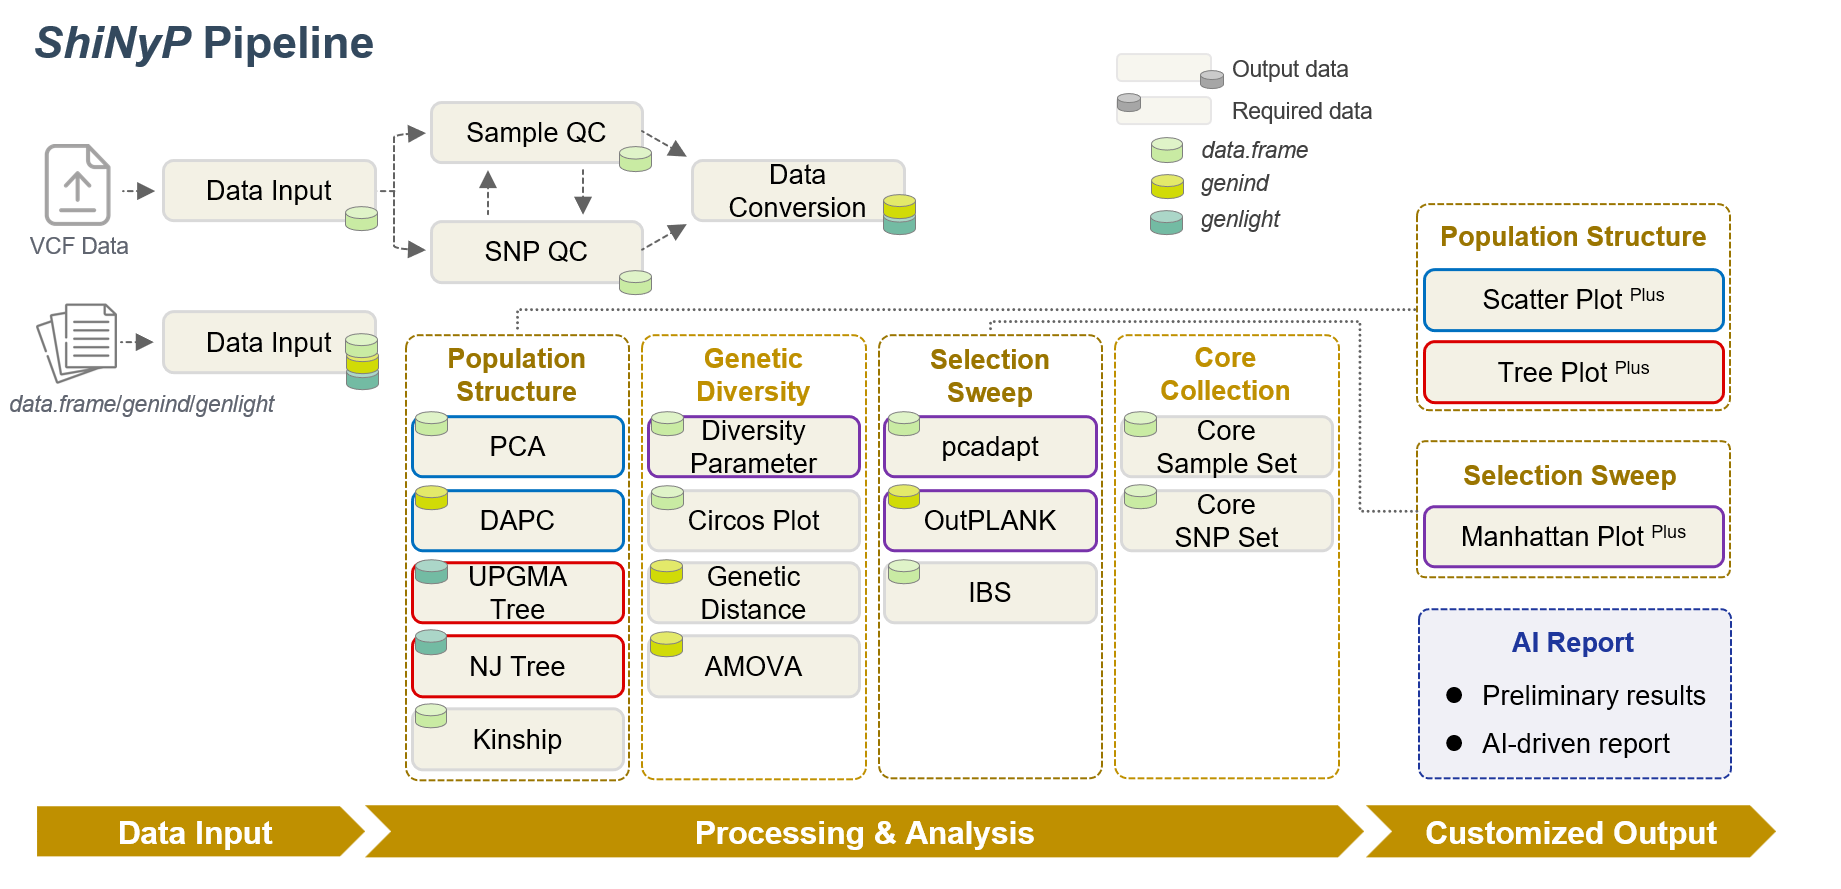 ShiNyP Pipeline
Output data
Required data
data.frame
genind
genlight
VCF Data
Data Input
Sample QC
SNP QC
Data
Conversion
data.frame/genind/genlight
Data Input
Population
Structure
PCA
DAPC
UPGMA
Tree
NJ Tree
Kinship
Genetic
Diversity
Diversity
Parameter
Circos Plot
Genetic
Distance
AMOVA
Selection
Sweep
pcadapt
OutPLANK
IBS
Core
Collection
Core
Sample Set
Core
SNP Set
Population Structure
Scatter Plot Plus
Tree Plot Plus
Selection Sweep
Manhattan Plot Plus
AI Report
● Preliminary results
● AI-driven report
Data Input
Processing & Analysis
Customized Output